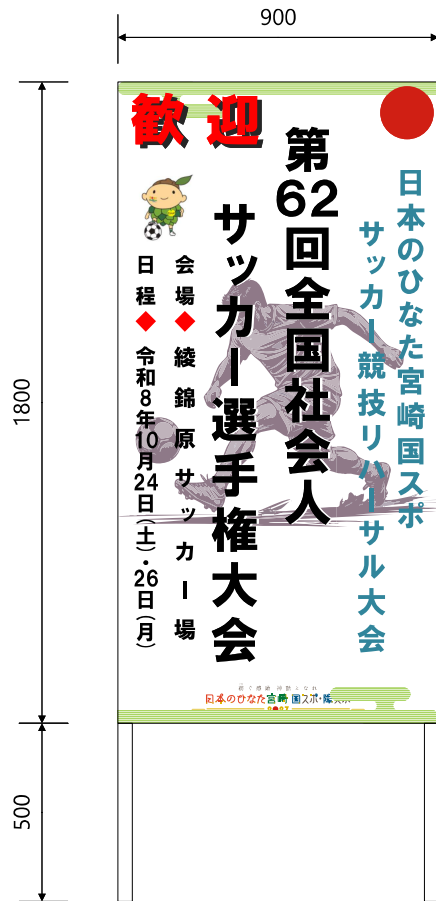 900
1800
500
歓迎
日本のひなた宮崎国スポ
サッカー競技リハーサル大会
第62回全国社会人
サッカー選手権大会
会場◆綾錦原サッカー場
日程◆令和8年10月24日(土)・26日(月)
日本のひなた宮崎 国スポ・障スポ